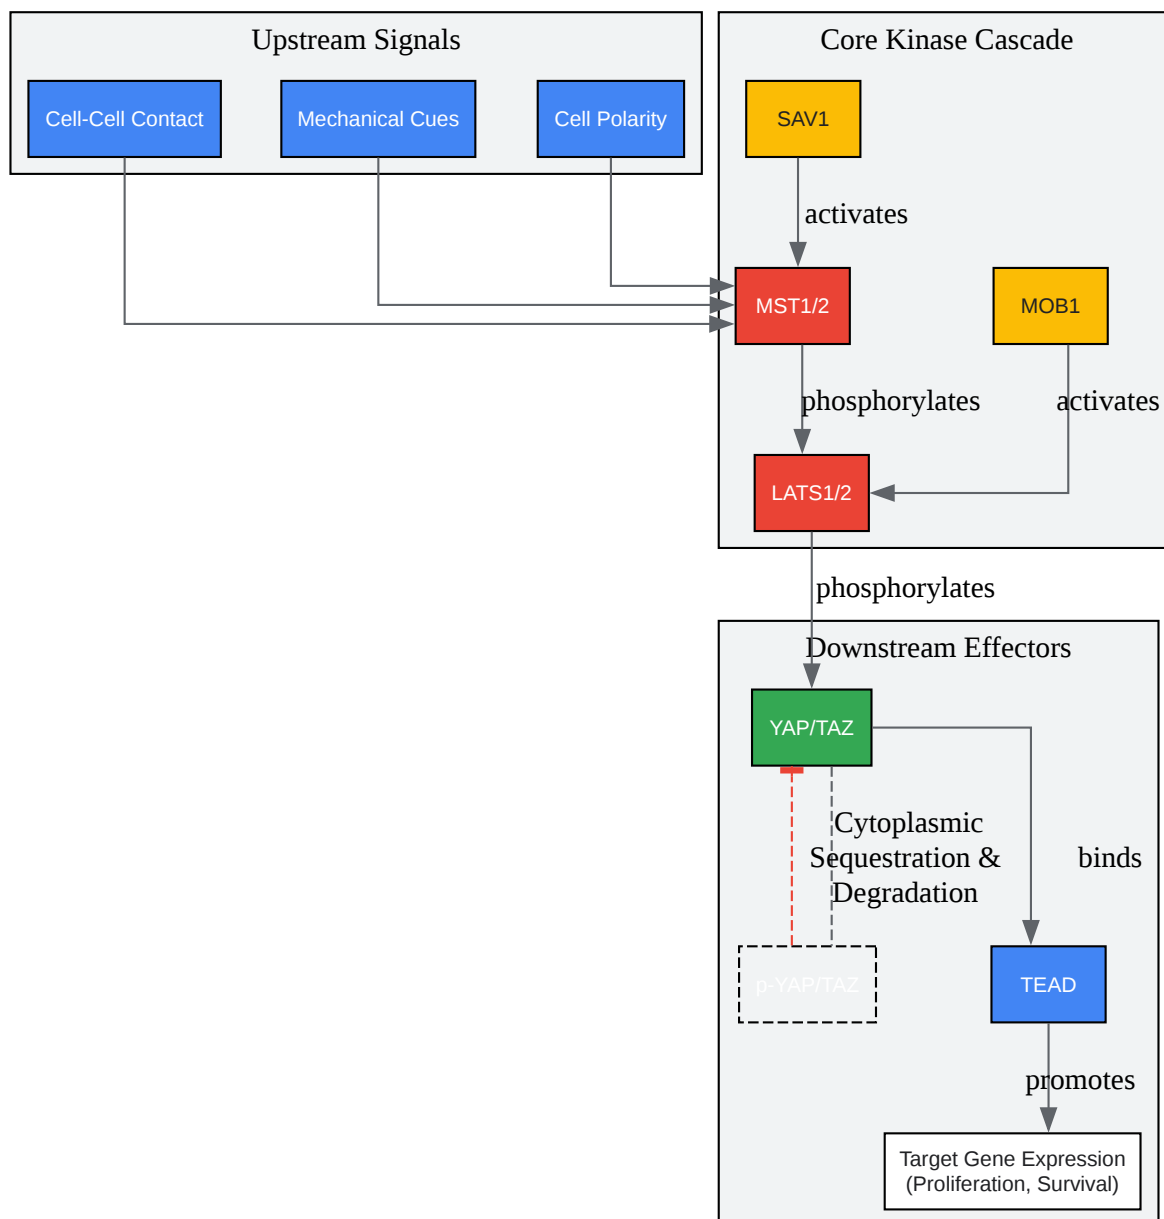 Upstream Signals
Cell-Cell Contact
Mechanical Cues
Cell Polarity
Core Kinase Cascade
SAV1
activates
MST1/2
MOB1
phosphorylates
activates
LATS1/2
phosphorylates
Downstream Effectors
YAP/TAZ
Cytoplasmic
Sequestration &
Degradation
binds
p-YAP/TAZ
TEAD
promotes
Target Gene Expression
(Proliferation, Survival)